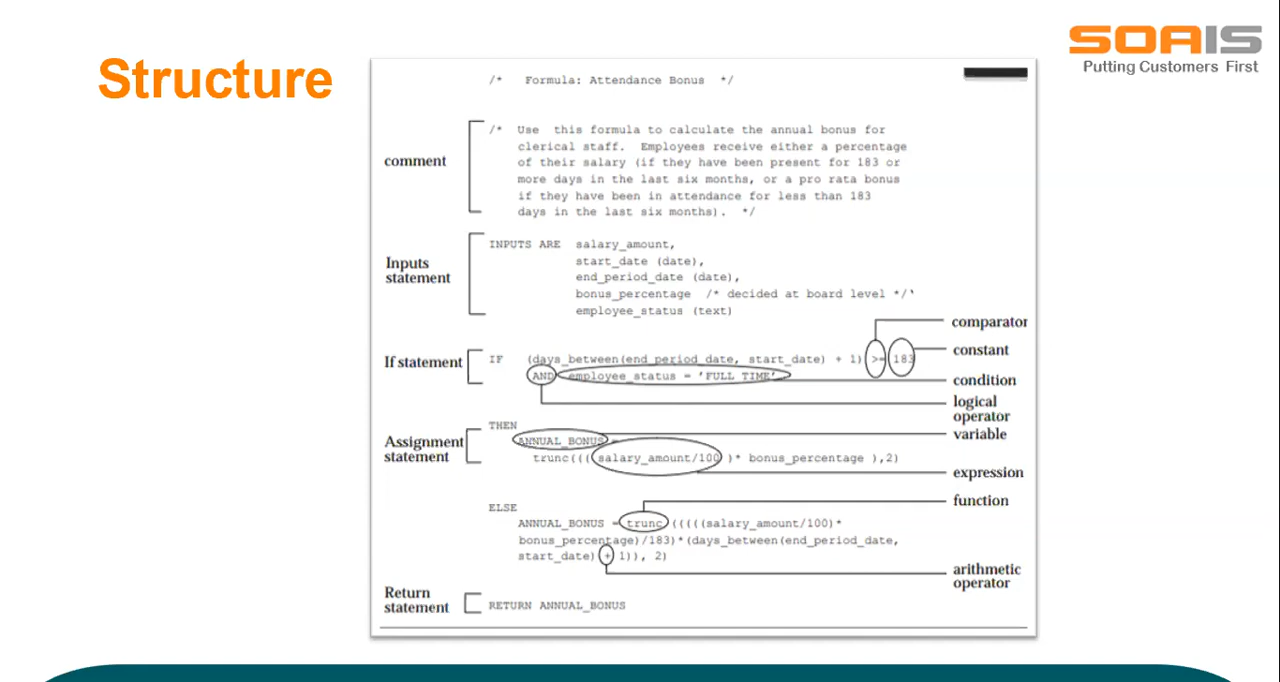 Structure
SOAIS
Putting Customers First
/* Formula: Attendance Bonus */
comment
/* Use this formula to calculate the annual bonus for
clerical staff. Employees receive either a percentage
of their salary (if they have been present for 183 or
more days in the last six months, or a pro rata bonus
if they have been in attendance for less than 183
days in the last six months). */
Inputs
statement
INPUTS ARE salary_amount,
start_date (date),
end_period_date (date),
bonus_percentage /* decided at board level */'
employee_status (text)
comparator
If statement
IF (days_between(end_period_date, start_date) + 1) >= 183
constant
AND employee_status = 'FULL TIME'
condition
logical
operator
THEN
variable
Assignment
statement
ANNUAL_BONUS =
trunc(((salary_amount/100 )* bonus_percentage ),2)
expression
function
ELSE
ANNUAL_BONUS = trunc (((((salary_amount/100)*
bonus_percentage)/183)*(days_between(end_period_date,
start_date) + 1)), 2)
arithmetic
operator
Return
statement
RETURN ANNUAL_BONUS